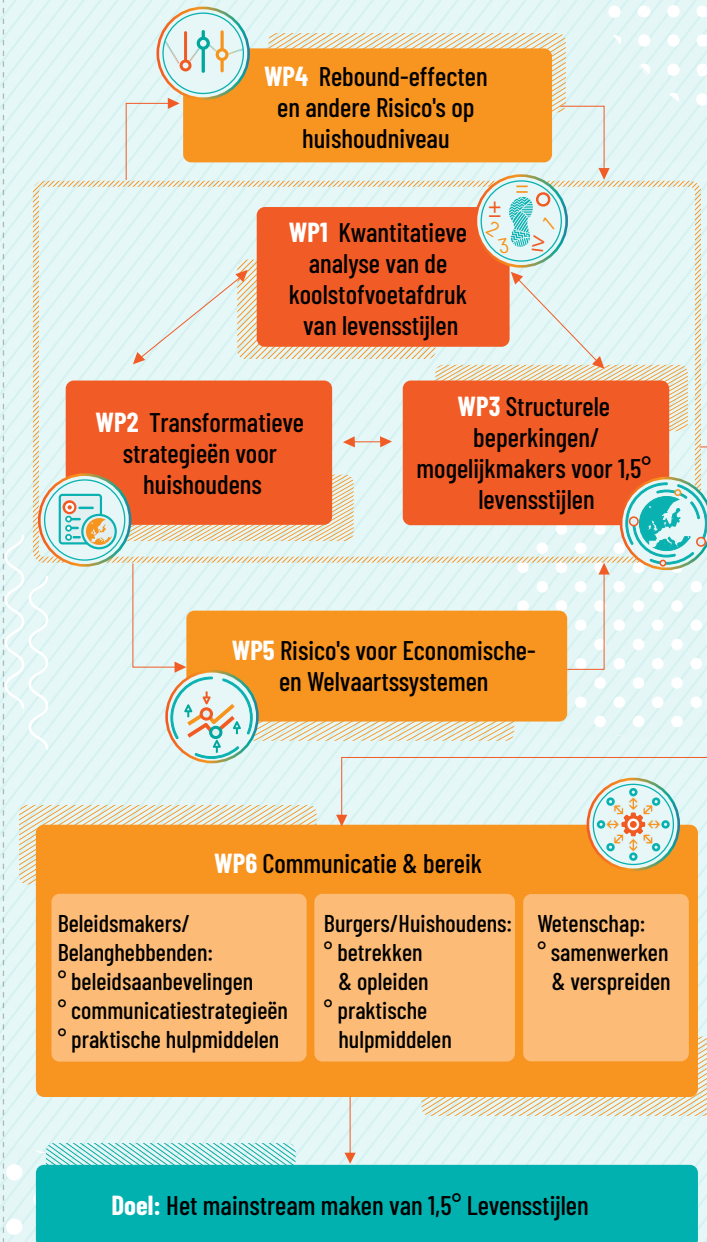 WP4 Rebound-effecten
en andere Risico's op
huishoudniveau
= 
± 2 3 1 ≥
WP1 Kwantitatieve
analyse van de
koolstofvoetafdruk
van levensstijlen
WP2 Transformatieve
strategieën voor
huishoudens
WP3 Structurele
beperkingen/
mogelijkmakers voor 1,5°
levensstijlen
WP5 Risico's voor Economische-
en Welvaartssystemen
WP6 Communicatie & bereik
Beleidsmakers/
Belanghebbenden:
° beleidsaanbevelingen
° communicatiestrategieën
° praktische hulpmiddelen
Burgers/Huishoudens:
° betrekken
& opleiden
° praktische
hulpmiddelen
Wetenschap:
° samenwerken
& verspreiden
Doel: Het mainstream maken van 1,5° Levensstijlen